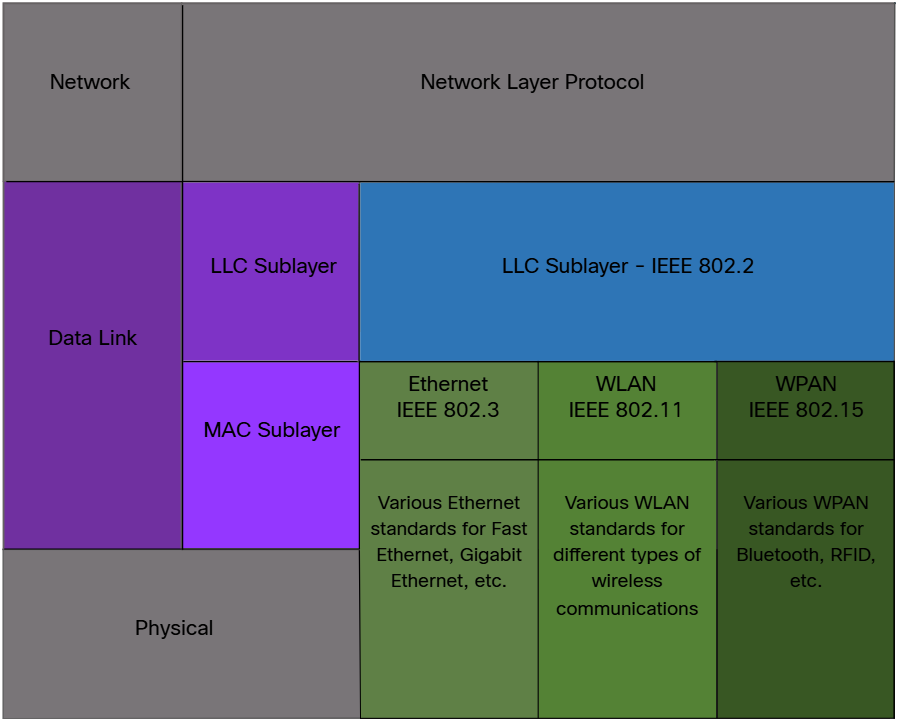 Network
Network Layer Protocol
Data Link
LLC Sublayer
LLC Sublayer – IEEE 802.2
MAC Sublayer
Ethernet
IEEE 802.3
WLAN
IEEE 802.11
WPAN
IEEE 802.15
Various Ethernet
standards for Fast
Ethernet, Gigabit
Ethernet, etc.
Various WLAN
standards for
different types of
wireless
communications
Various WPAN
standards for
Bluetooth, RFID,
etc.
Physical